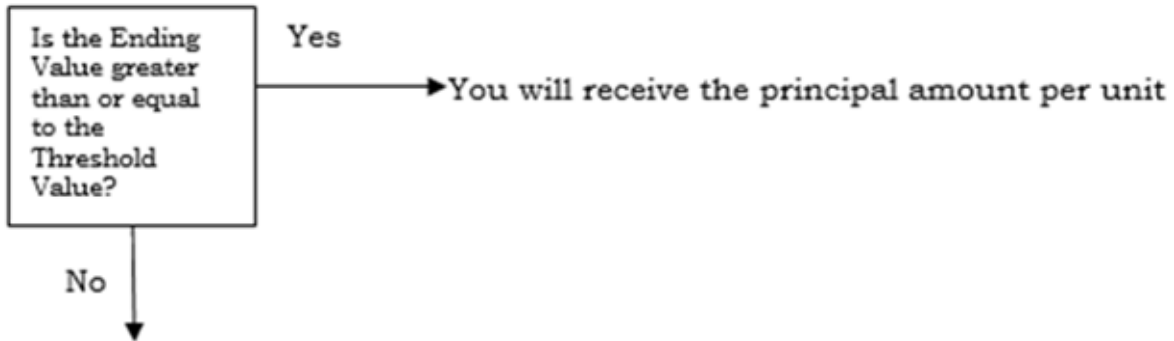 Is the Ending
Value greater
than or equal
to the
Threshold
Value?
Yes
You will receive the principal amount per unit
No